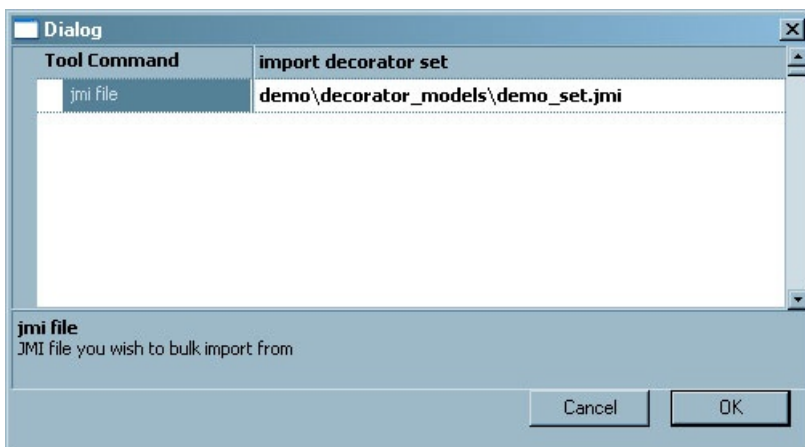 Dialog
Tool Command import decorator set
jmi file demo\decorator_models\demo_set.jmi
jmi file
JMI file you wish to bulk import from
Cancel OK